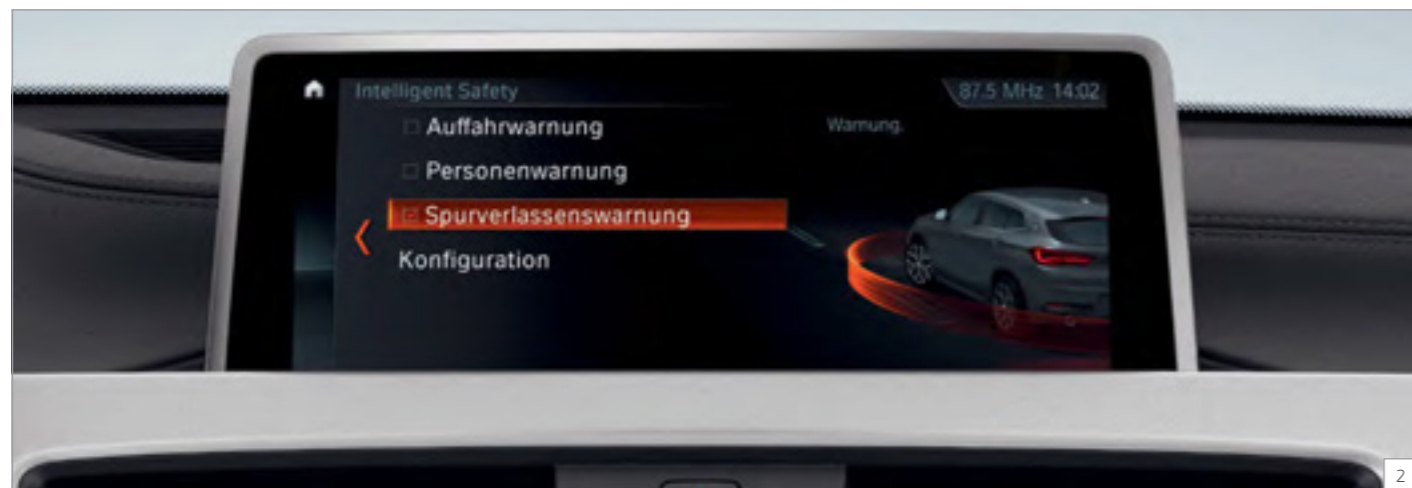 Intelligent Safety
87.5 MHz 14:02
Auffahrwarnung
Warnung.
Personenwarnung
Spurverlassenswarnung
Konfiguration
2